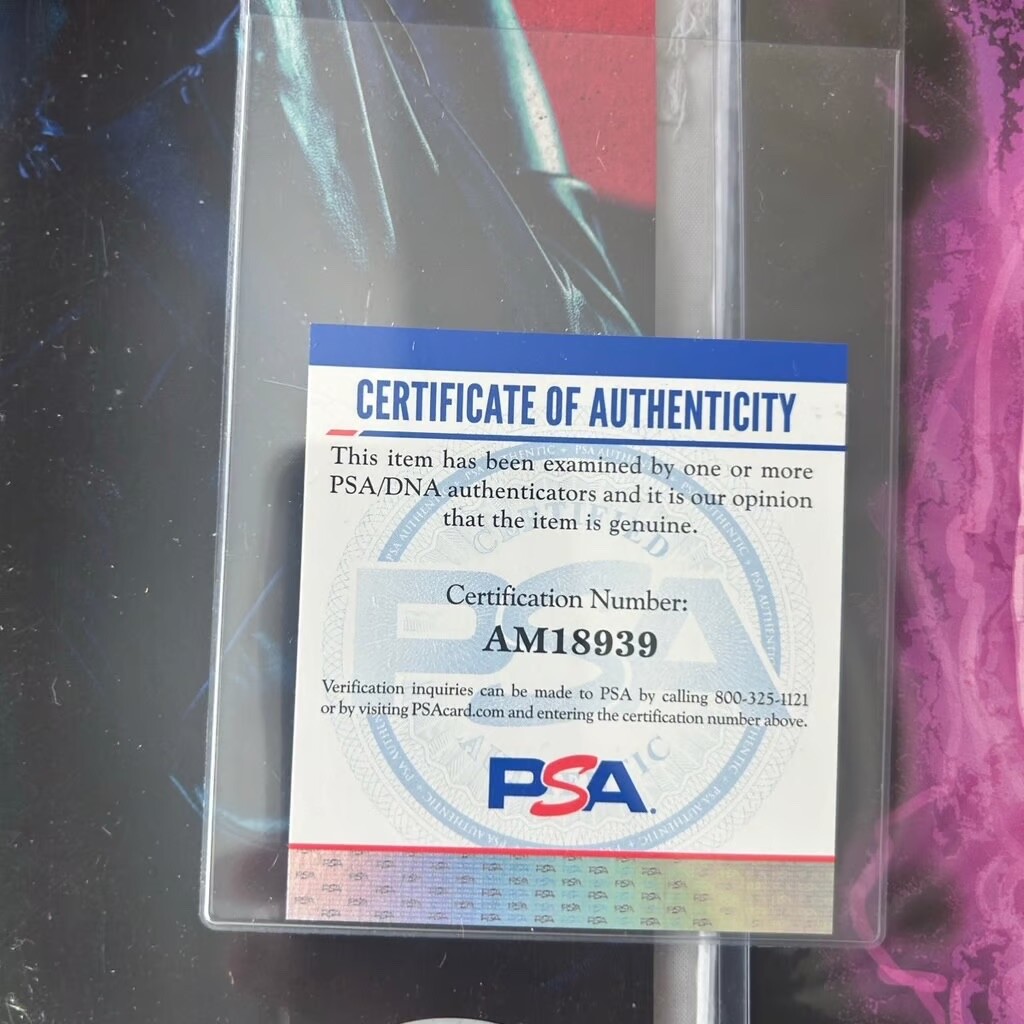 CERTIFICATE OF AUTHENTICITY
This item has been examined by one or more
PSA/DNA authenticators and it is our opinion
that the item is genuine.
Certification Number:
AM18939
Verification inquiries can be made to PSA by calling 800-325-1121
or by visiting PSAcard.com and entering the certification number above.
PSA.